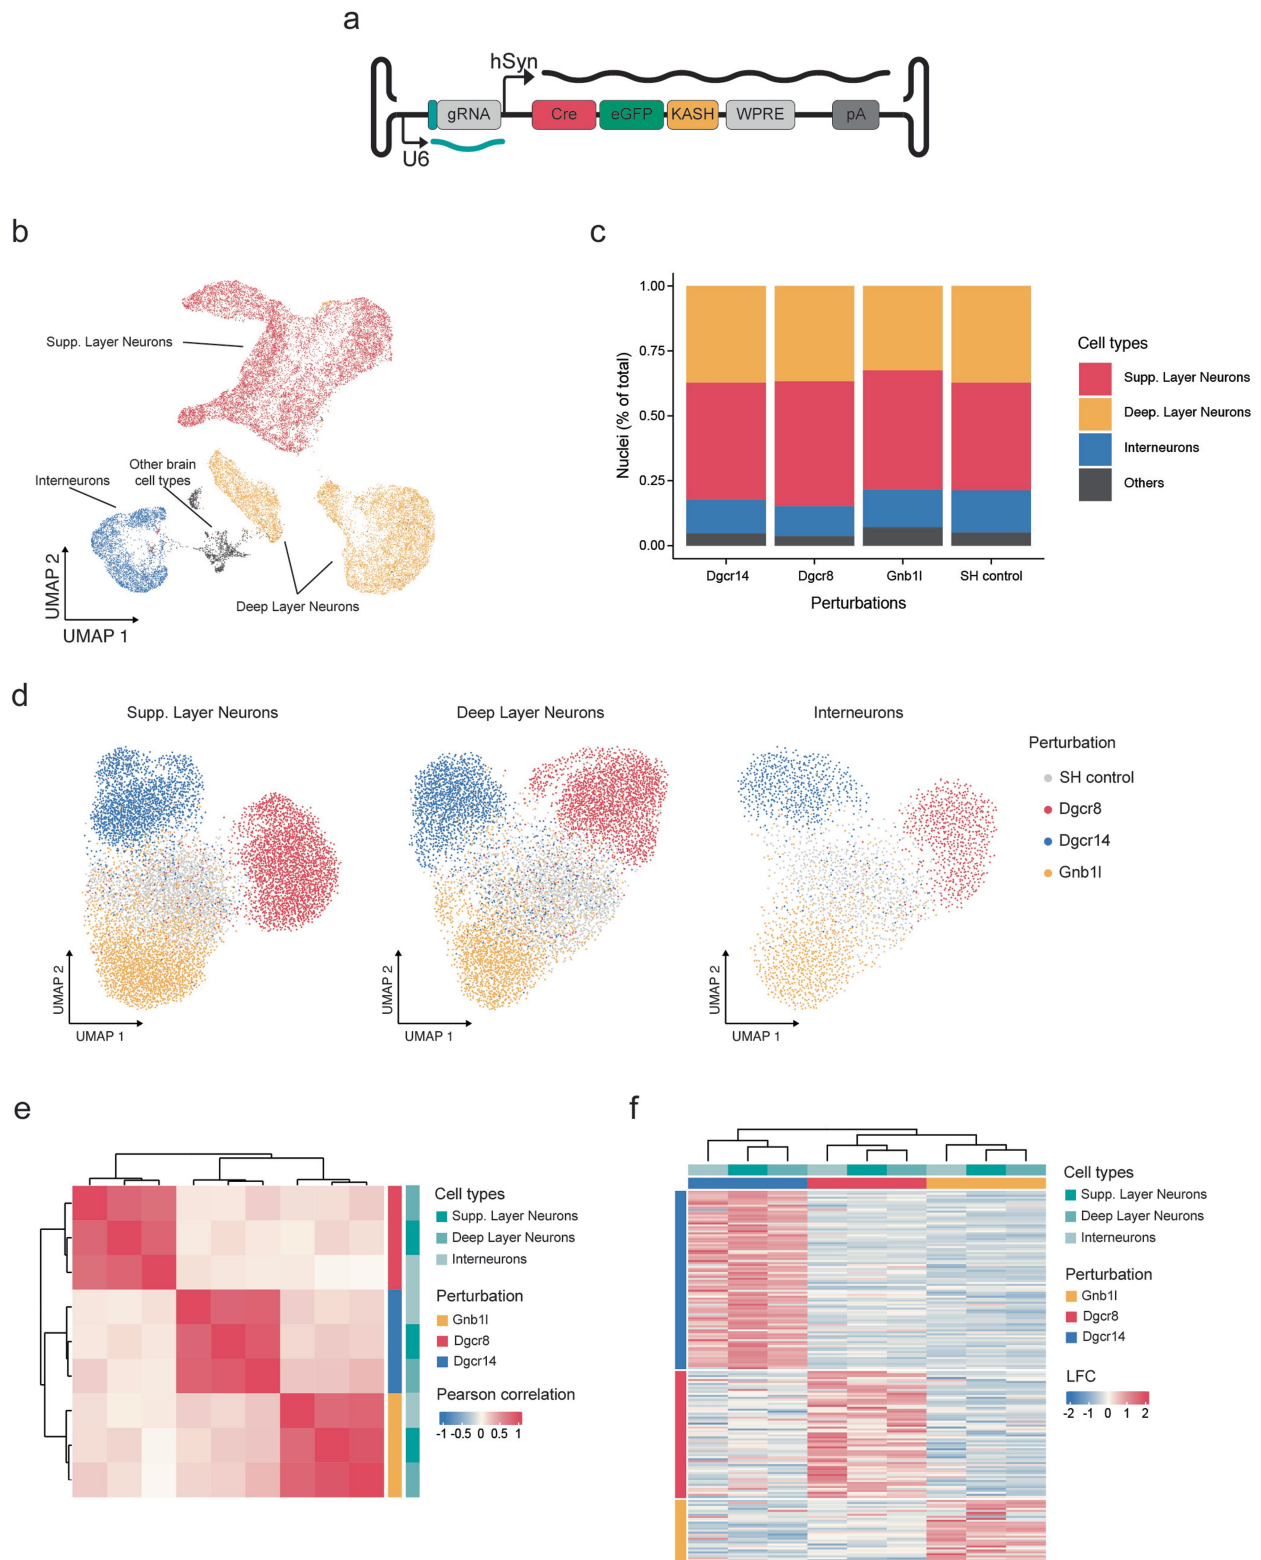 a
hSyn
gRNA
Cre
eGFP
KASH
WPRE
pA
U6
b
Supp. Layer Neurons
Other brain
cell types
Interneurons
Deep Layer Neurons
UMAP 2
UMAP 1
c
Nuclei (% of total)
1.00
0.75
0.50
0.25
0.00
Dgcr14
Dgcr8
Gnb1l
SH control
Perturbations
Cell types
Supp. Layer Neurons
Deep. Layer Neurons
Interneurons
Others
d
Supp. Layer Neurons
Deep Layer Neurons
Interneurons
UMAP 2
UMAP 1
UMAP 2
UMAP 1
UMAP 2
UMAP 1
Perturbation
SH control
Dgcr8
Dgcr14
Gnb1l
e
Cell types
Supp. Layer Neurons
Deep Layer Neurons
Interneurons
Perturbation
Gnb1l
Dgcr8
Dgcr14
Pearson correlation
-1 -0.5 0 0.5 1
f
Cell types
Supp. Layer Neurons
Deep Layer Neurons
Interneurons
Perturbation
Gnb1l
Dgcr8
Dgcr14
LFC
-2 -1 0 1 2